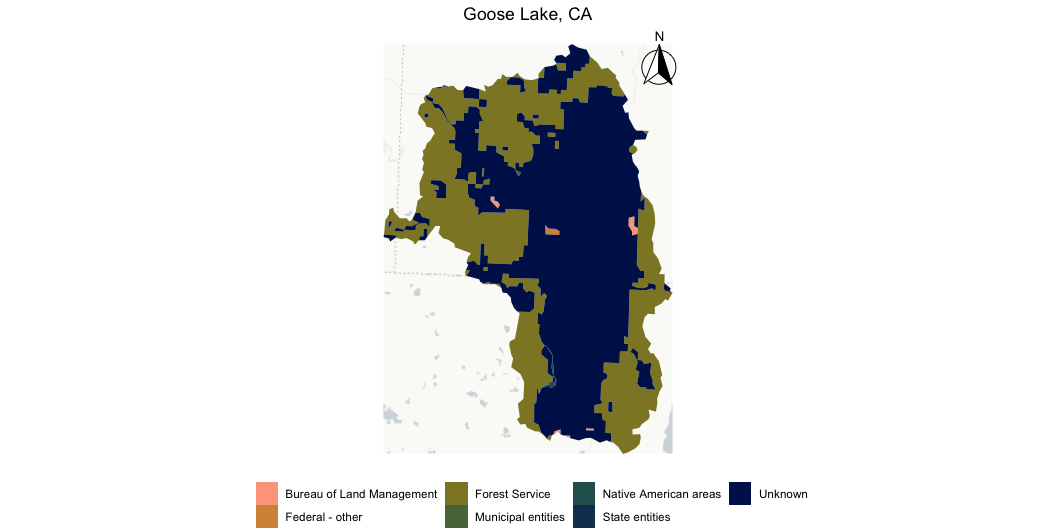 Goose Lake, CA
N
Bureau of Land Management
Forest Service
Native American areas
Unknown
Federal - other
Municipal entities
State entities